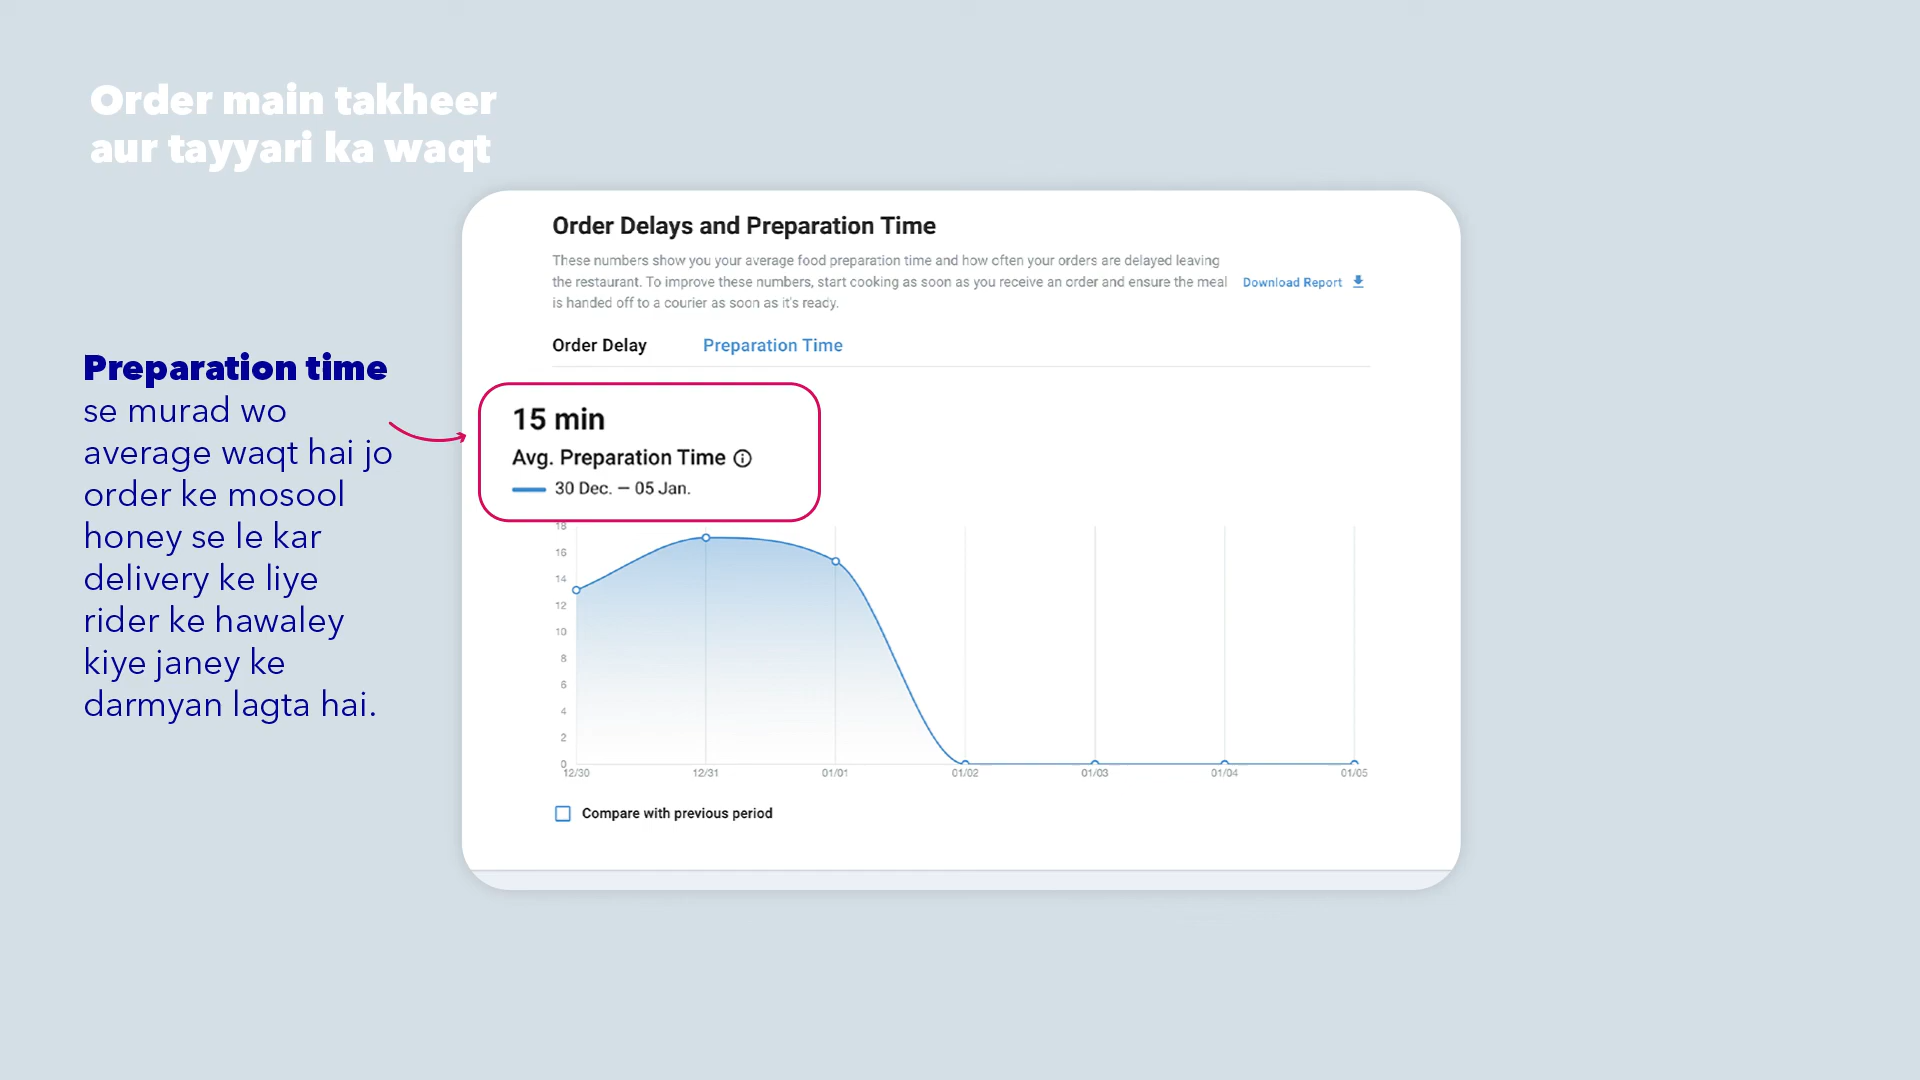 Order main takheer
aur tayyari ka waqt
Preparation time
se murad wo
average waqt hai jo
order ke mosool
honey se le kar
delivery ke liye
rider ke hawaley
kiye janey ke
darmyan lagta hai.
Order Delays and Preparation Time
These numbers show you your average food preparation time and how often your orders are delayed leaving
the restaurant. To improve these numbers, start cooking as soon as you receive an order and ensure the meal
is handed off to a courier as soon as it's ready.
Download Report
Order Delay Preparation Time
15 min
Avg. Preparation Time
30 Dec. — 05 Jan.
18
16
14
12
10
8
6
4
2
0
12/30 12/31 01/01 01/02 01/03 01/04 01/05
Compare with previous period